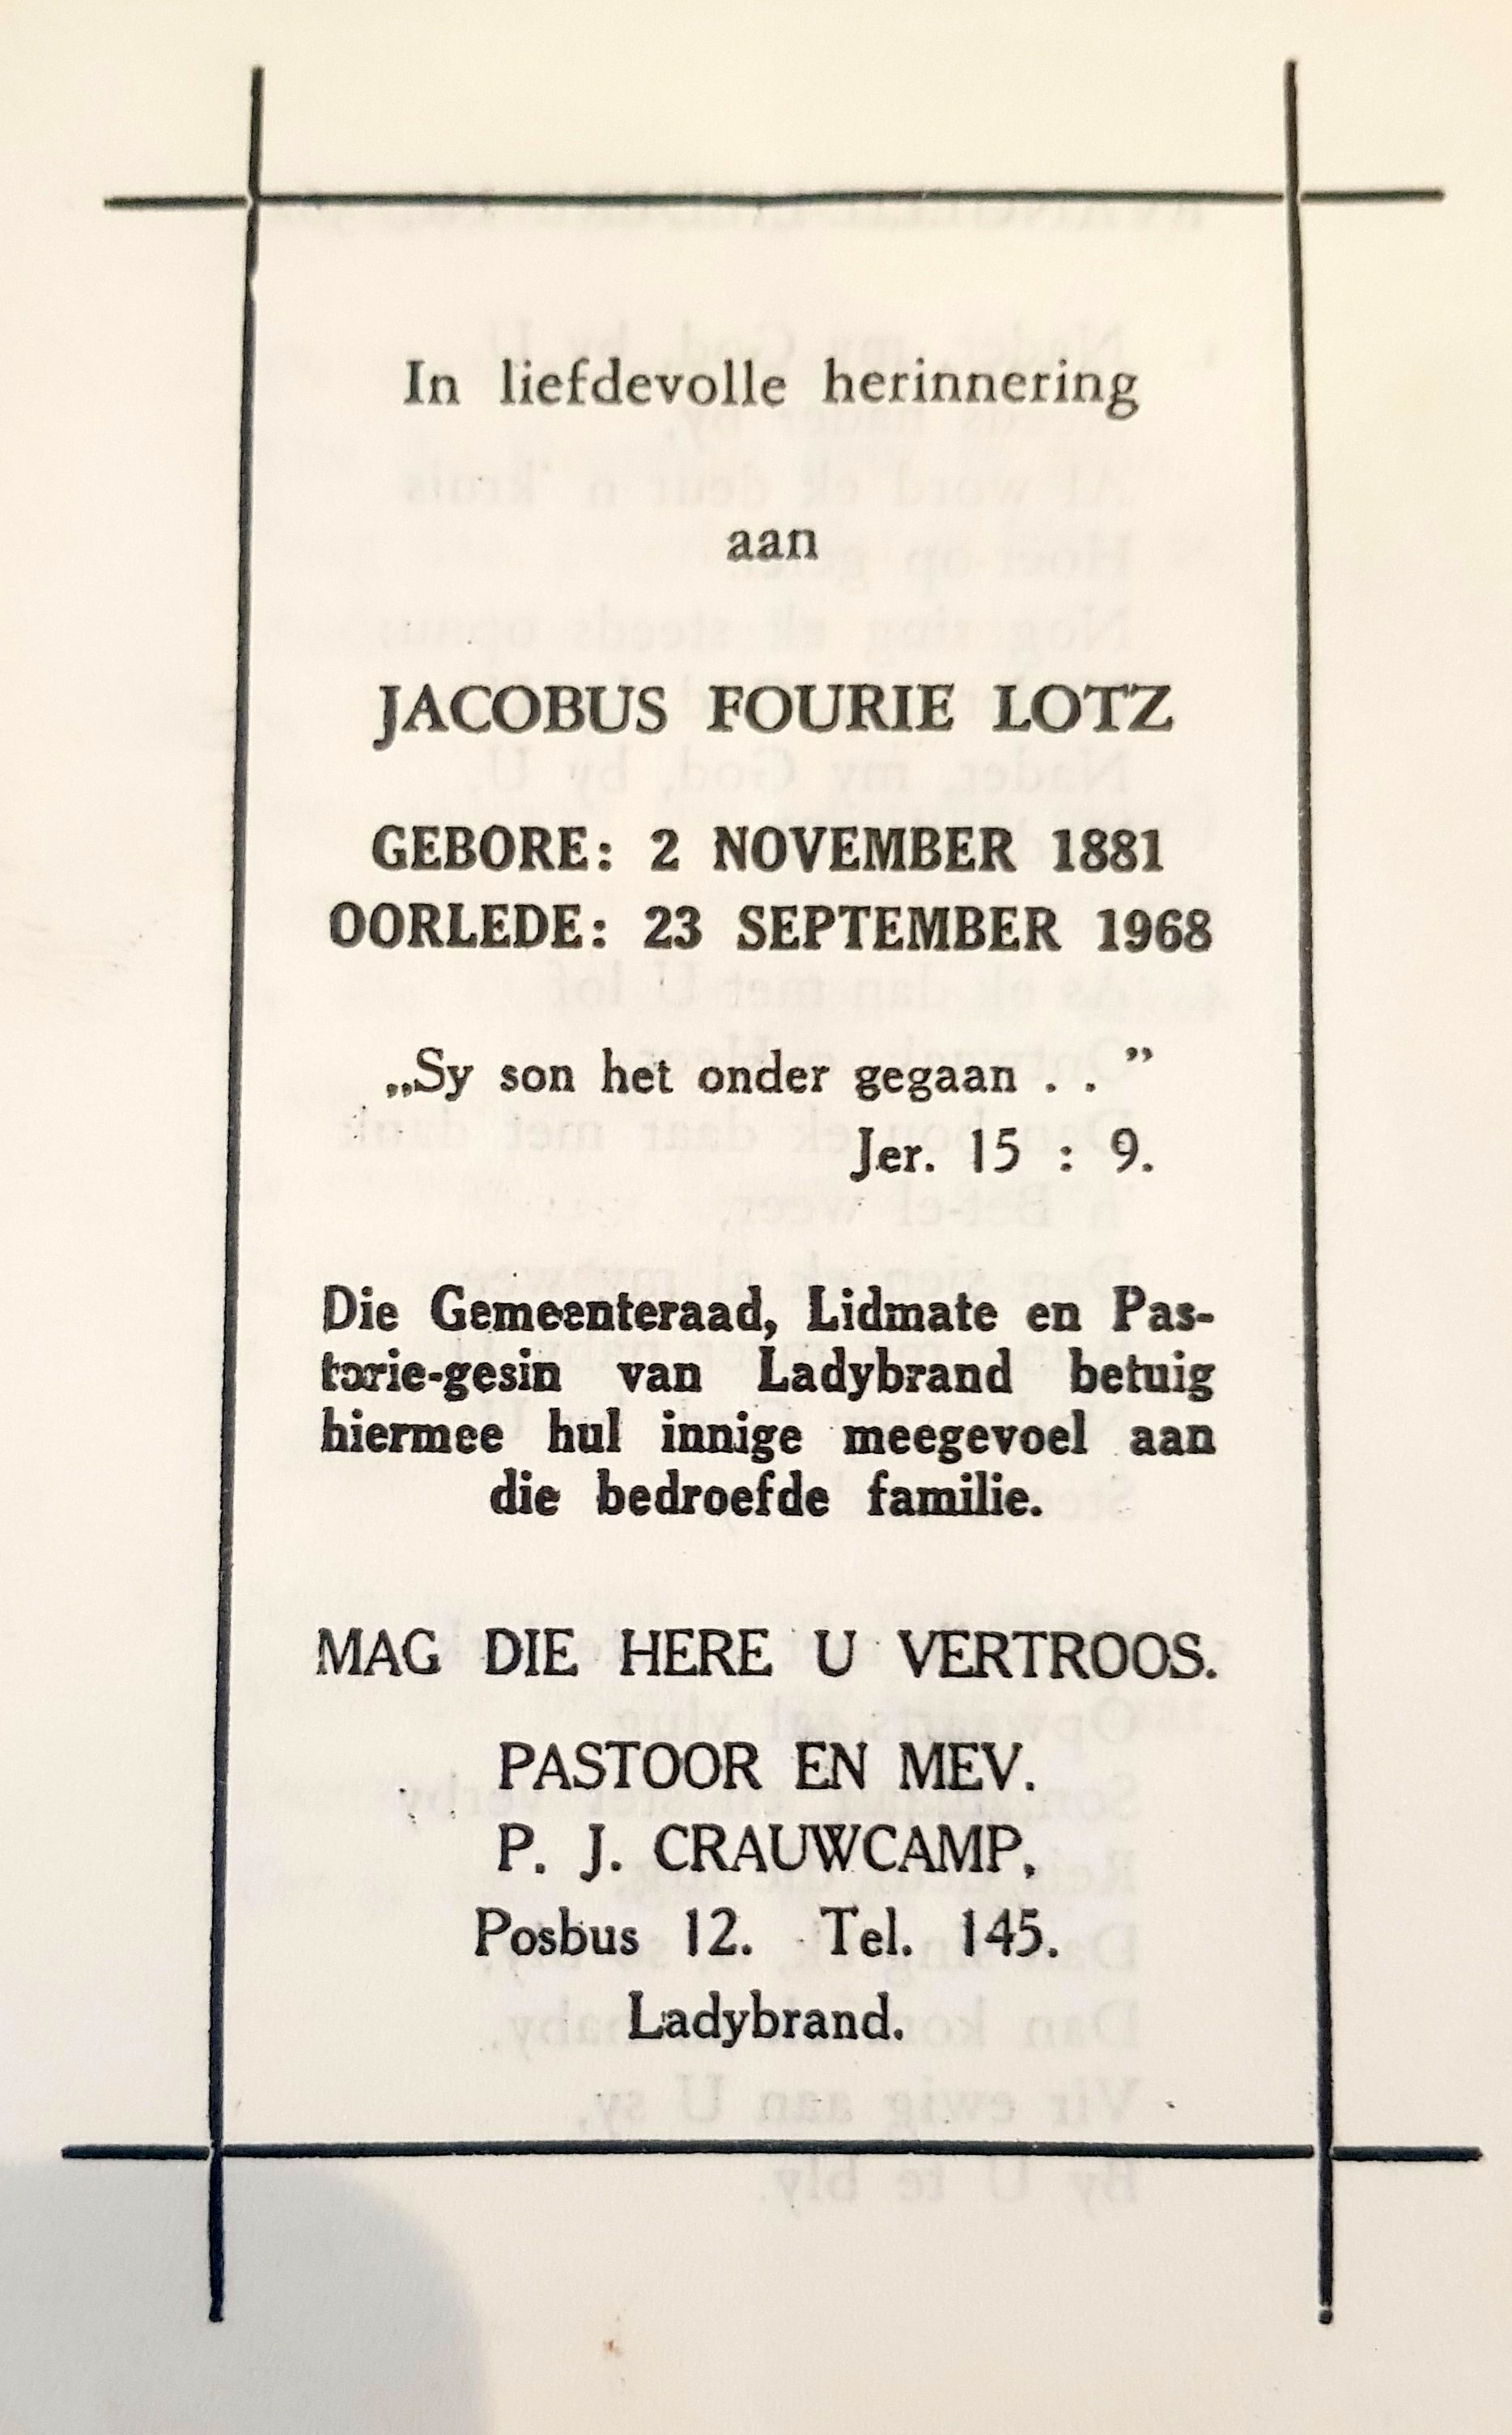 In liefdevolle herinnering
aan
JACOBUS FOURIE LOTZ
GEBORE: 2 NOVEMBER 1881
OORLEDE: 23 SEPTEMBER 1968
„Sy son het onder gegaan . . ”
Jer. 15 : 9.
Die Gemeenteraad, Lidmate en Pas-
torie-gesin van Ladybrand betuig
hiermee hul innige meegevoel aan
die bedroefde familie.
MAG DIE HERE U VERTROOS.
PASTOOR EN MEV.
P. J. CRAUWCAMP,
Posbus 12. Tel. 145.
Ladybrand.